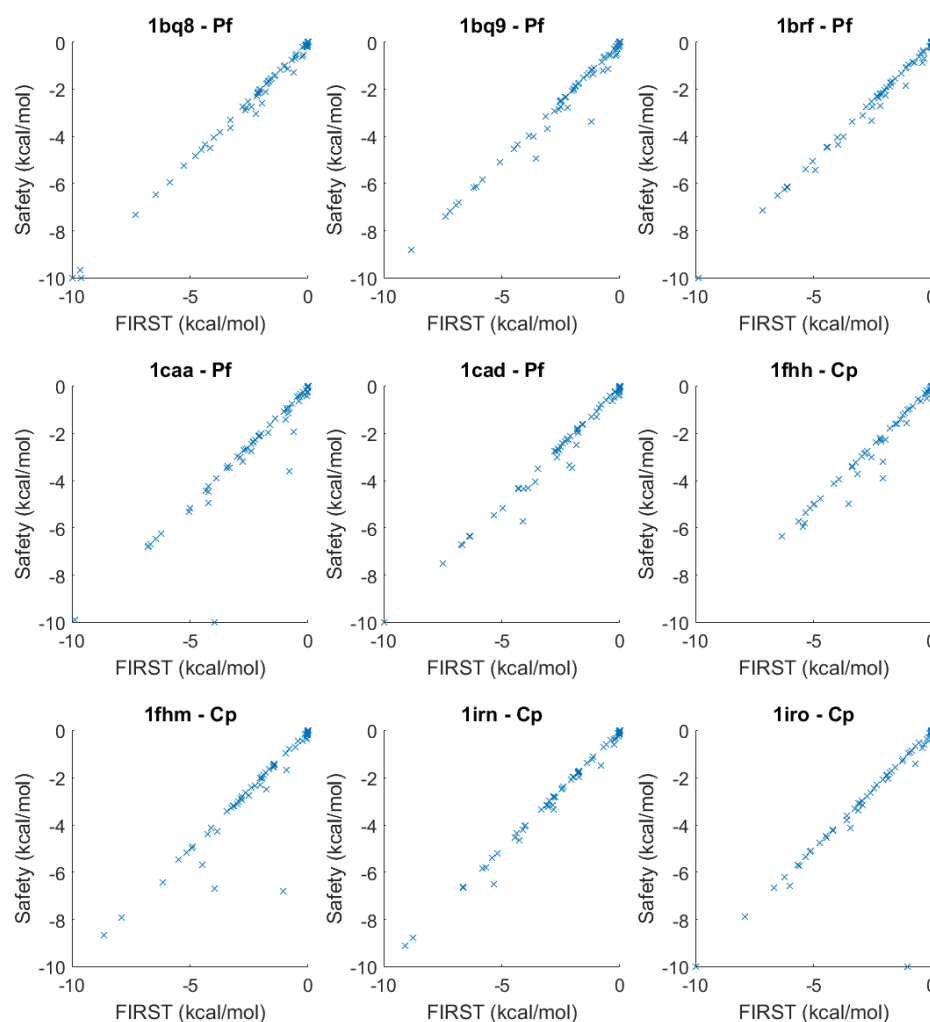 1bq8 - Pf
0
-2
-4
-6
-8
-10
Safety (kcal/mol)
-10 -5 0
FIRST (kcal/mol)
1bq9 - Pf
0
-2
-4
-6
-8
-10
Safety (kcal/mol)
-10 -5 0
FIRST (kcal/mol)
1brf - Pf
0
-2
-4
-6
-8
-10
Safety (kcal/mol)
-10 -5 0
FIRST (kcal/mol)
1caa - Pf
0
-2
-4
-6
-8
-10
Safety (kcal/mol)
-10 -5 0
FIRST (kcal/mol)
1cad - Pf
0
-2
-4
-6
-8
-10
Safety (kcal/mol)
-10 -5 0
FIRST (kcal/mol)
1fhh - Cp
0
-2
-4
-6
-8
-10
Safety (kcal/mol)
-10 -5 0
FIRST (kcal/mol)
1fhm - Cp
0
-2
-4
-6
-8
-10
Safety (kcal/mol)
-10 -5 0
FIRST (kcal/mol)
1irn - Cp
0
-2
-4
-6
-8
-10
Safety (kcal/mol)
-10 -5 0
FIRST (kcal/mol)
1iro - Cp
0
-2
-4
-6
-8
-10
Safety (kcal/mol)
-10 -5 0
FIRST (kcal/mol)